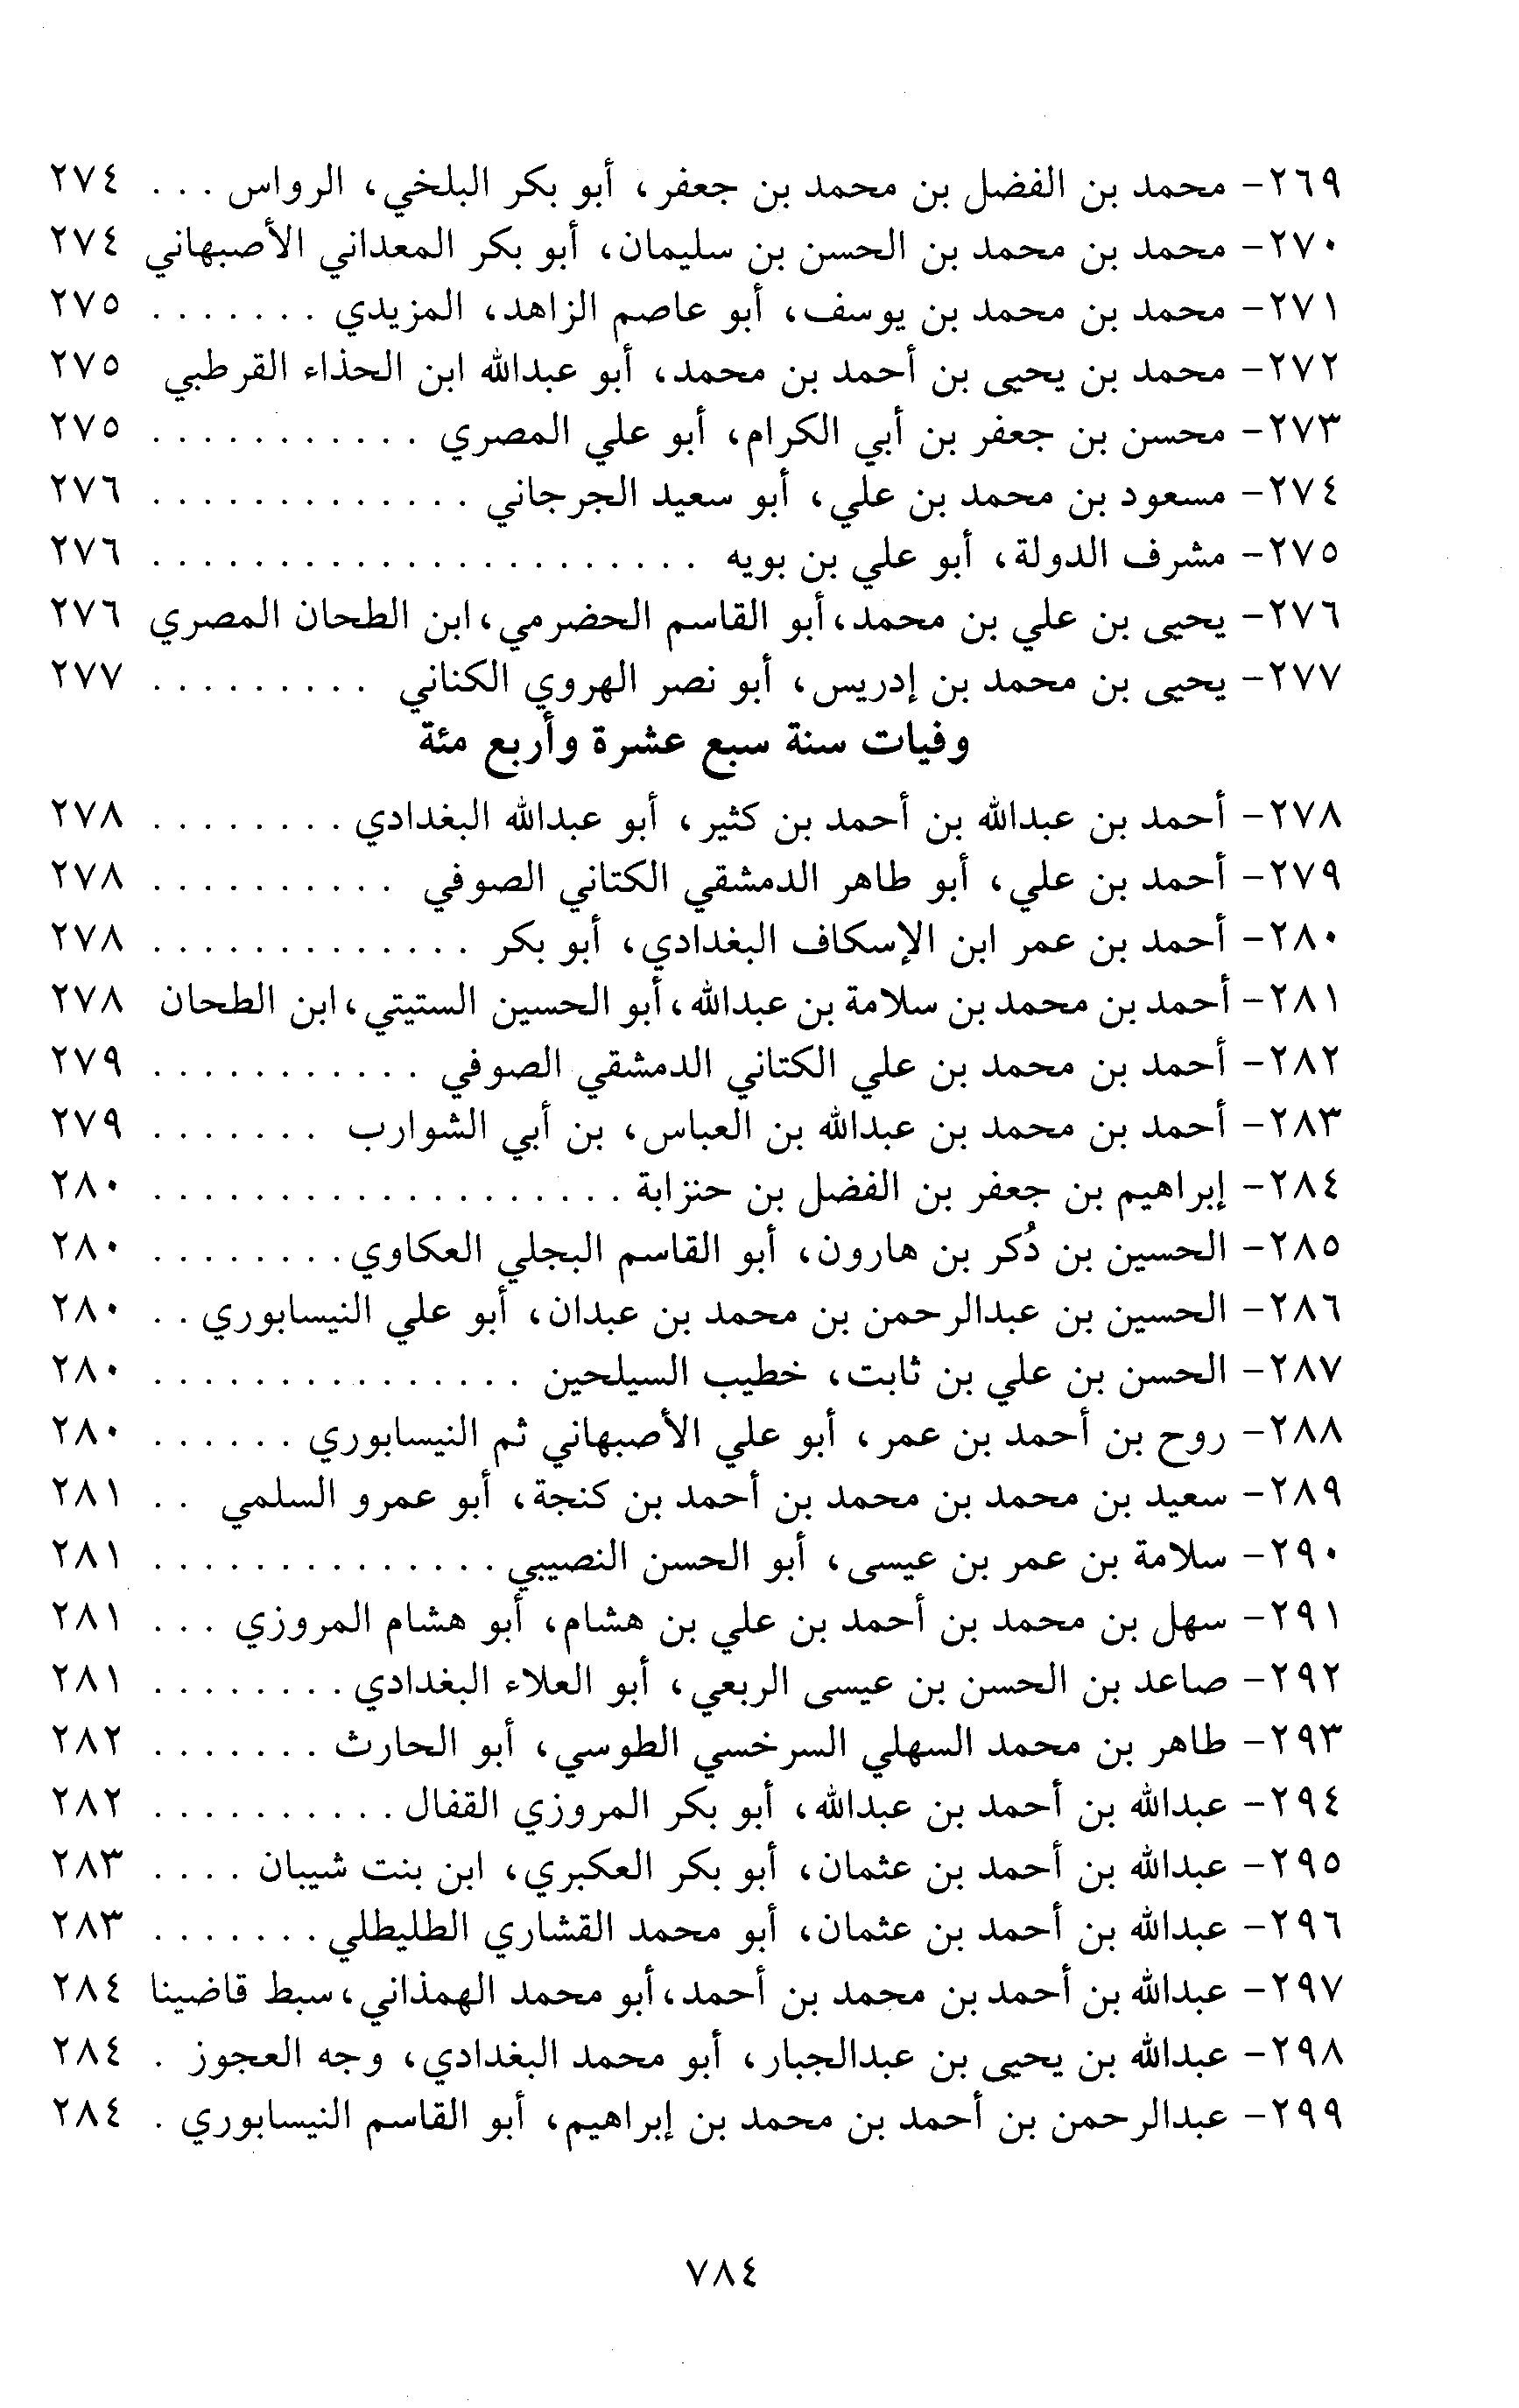 ٢٦٩- محمد بن الفضل بن محمد بن جعفر، أبو بكر البلخي، الرواس . . . ٢٧٤
٢٧٠- محمد بن محمد بن الحسن بن سليمان، أبو بكر المعداني الأصبهاني ٢٧٤
٢٧١- محمد بن محمد بن يوسف، أبو عاصم الزاهد، المزيدي . . . . . . . ٢٧٥
٢٧٢- محمد بن يحيى بن أحمد بن محمد، أبو عبدالله ابن الحذاء القرطبي ٢٧٥
٢٧٣- محسن بن جعفر بن أبي الكرام، أبو علي المصري . . . . . . . . . . . ٢٧٥
٢٧٤- مسعود بن محمد بن علي، أبو سعيد الجرجاني . . . . . . . . . . . . . ٢٧٦
٢٧٥- مشرف الدولة، أبو علي بن بويه . . . . . . . . . . . . . . . . . . . . . . ٢٧٦
٢٧٦- يحيى بن علي بن محمد، أبو القاسم الحضرمي، ابن الطحان المصري ٢٧٦
٢٧٧- يحيى بن محمد بن إدريس، أبو نصر الهروي الكناني . . . . . . . . . ٢٧٧
وفيات سنة سبع عشرة وأربع مئة
٢٧٨- أحمد بن عبدالله بن أحمد بن كثير، أبو عبدالله البغدادي . . . . . . . . ٢٧٨
٢٧٩- أحمد بن علي، أبو طاهر الدمشقي الكتاني الصوفي . . . . . . . . . . ٢٧٨
٢٨٠- أحمد بن عمر ابن الإسكاف البغدادي، أبو بكر . . . . . . . . . . . . . ٢٧٨
٢٨١- أحمد بن محمد بن سلامة بن عبدالله، أبو الحسين الستيتي، ابن الطحان ٢٧٨
٢٨٢- أحمد بن محمد بن علي الكتاني الدمشقي الصوفي . . . . . . . . . . . ٢٧٩
٢٨٣- أحمد بن محمد بن عبدالله بن العباس، بن أبي الشوارب . . . . . . . ٢٧٩
٢٨٤- إبراهيم بن جعفر بن الفضل بن حنزابة . . . . . . . . . . . . . . . . . . . ٢٨٠
٢٨٥- الحسين بن ذُكر بن هارون، أبو القاسم البجلي العكاوي . . . . . . . . ٢٨٠
٢٨٦- الحسين بن عبدالرحمن بن محمد بن عبدان، أبو علي النيسابوري . . ٢٨٠
٢٨٧- الحسن بن علي بن ثابت، خطيب السيلحين . . . . . . . . . . . . . . . ٢٨٠
٢٨٨- روح بن أحمد بن عمر، أبو علي الأصبهاني ثم النيسابوري . . . . . . ٢٨٠
٢٨٩- سعيد بن محمد بن محمد بن أحمد بن كنجة، أبو عمرو السلمي . . ٢٨١
٢٩٠- سلامة بن عمر بن عيسى، أبو الحسن النصيبي . . . . . . . . . . . . . . ٢٨١
٢٩١- سهل بن محمد بن أحمد بن علي بن هشام، أبو هشام المروزي . . . ٢٨١
٢٩٢- صاعد بن الحسن بن عيسى الربعي، أبو العلاء البغدادي . . . . . . . . ٢٨١
٢٩٣- طاهر بن محمد السهلي السرخسي الطوسي، أبو الحارث . . . . . . . ٢٨٢
٢٩٤- عبدالله بن أحمد بن عبدالله، أبو بكر المروزي القفال . . . . . . . . . . ٢٨٢
٢٩٥- عبدالله بن أحمد بن عثمان، أبو بكر العكبري، ابن بنت شيبان . . . . ٢٨٣
٢٩٦- عبدالله بن أحمد بن عثمان، أبو محمد القشاري الطليطلي . . . . . . . ٢٨٣
٢٩٧- عبدالله بن أحمد بن محمد بن أحمد، أبو محمد الهمذاني، سبط قاضينا ٢٨٤
٢٩٨- عبدالله بن يحيى بن عبدالجبار، أبو محمد البغدادي، وجه العجوز . ٢٨٤
٢٩٩- عبدالرحمن بن أحمد بن محمد بن إبراهيم، أبو القاسم النيسابوري . ٢٨٤
٧٨٤